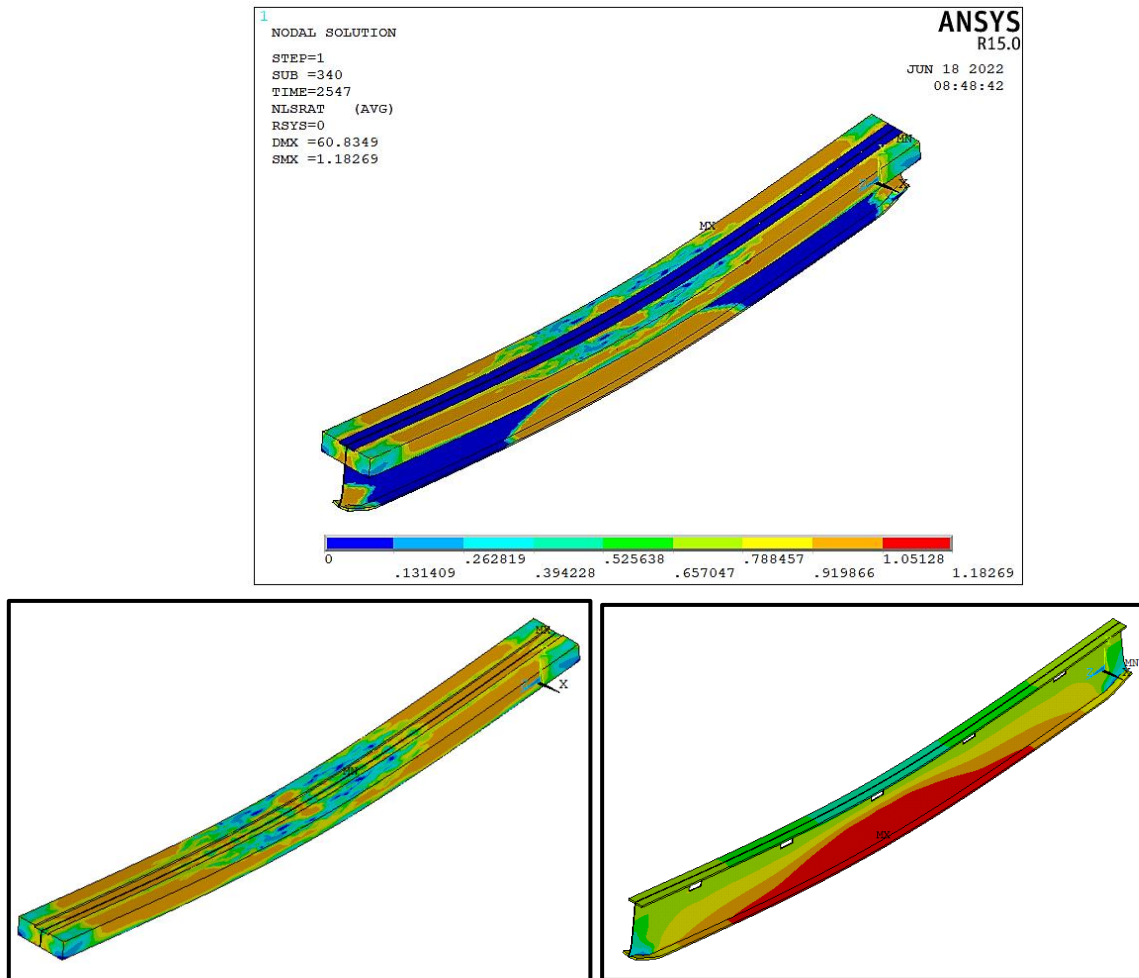 1
NODAL SOLUTION
STEP=1
SUB =340
TIME=2547
NLSRAT (AVG)
RSYS=0
DMX =60.8349
SMX =1.18269
ANSYS
R15.0
JUN 18 2022
08:48:42
MN
X
MX
0 .262819 .525638 .788457 1.05128
.131409 .394228 .657047 .919866 1.18269
MX
X
MN
MN
MX